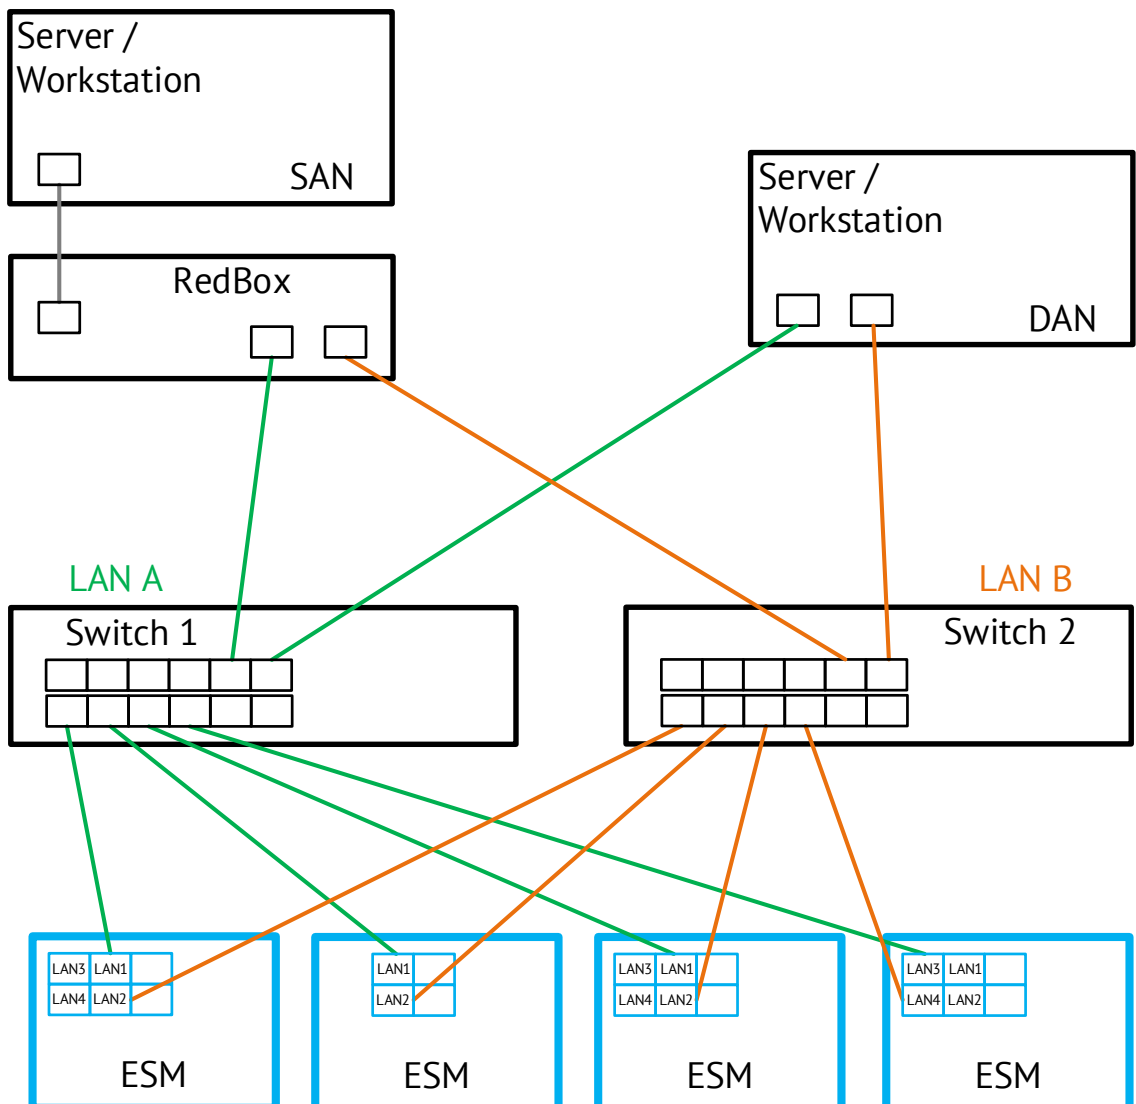 Server /
Workstation
SAN
Server /
Workstation
DAN
RedBox
LAN A
LAN B
Switch 1
Switch 2
LAN3 LAN1
LAN4 LAN2
ESM
LAN1
LAN2
ESM
LAN3 LAN1
LAN4 LAN2
ESM
LAN3 LAN1
LAN4 LAN2
ESM